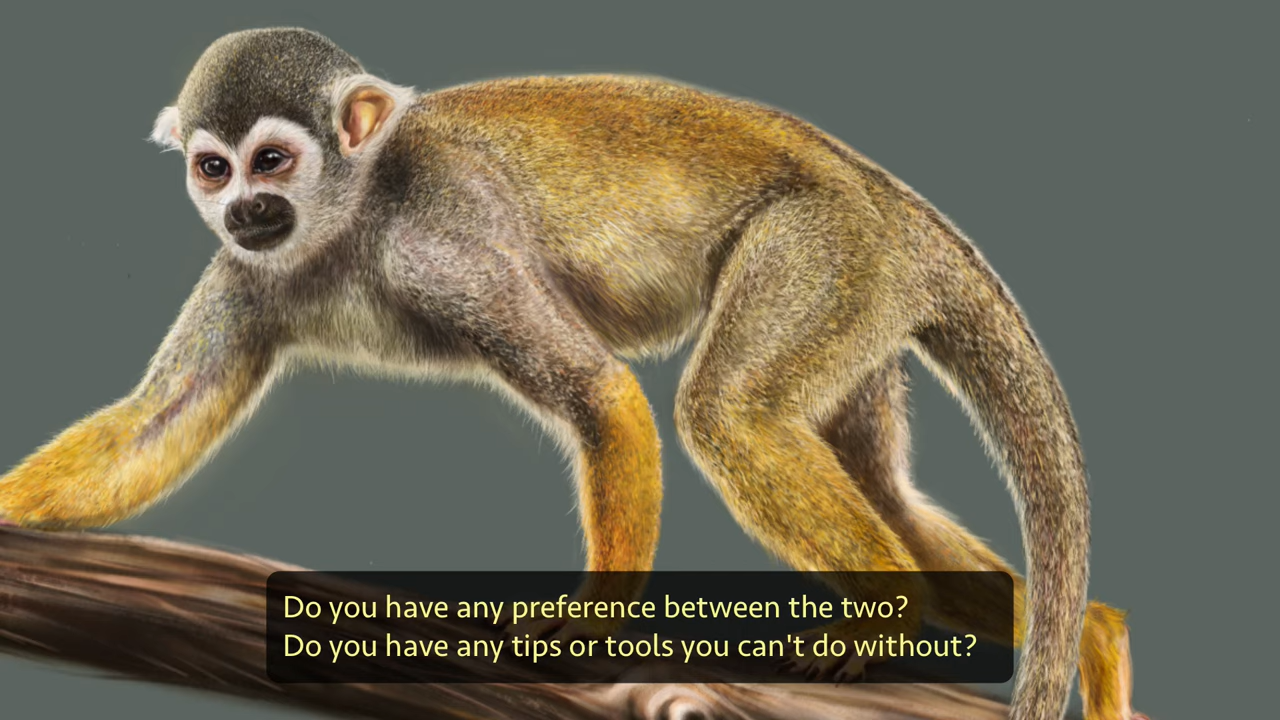 Do you have any preference between the two?
Do you have any tips or tools you can't do without?